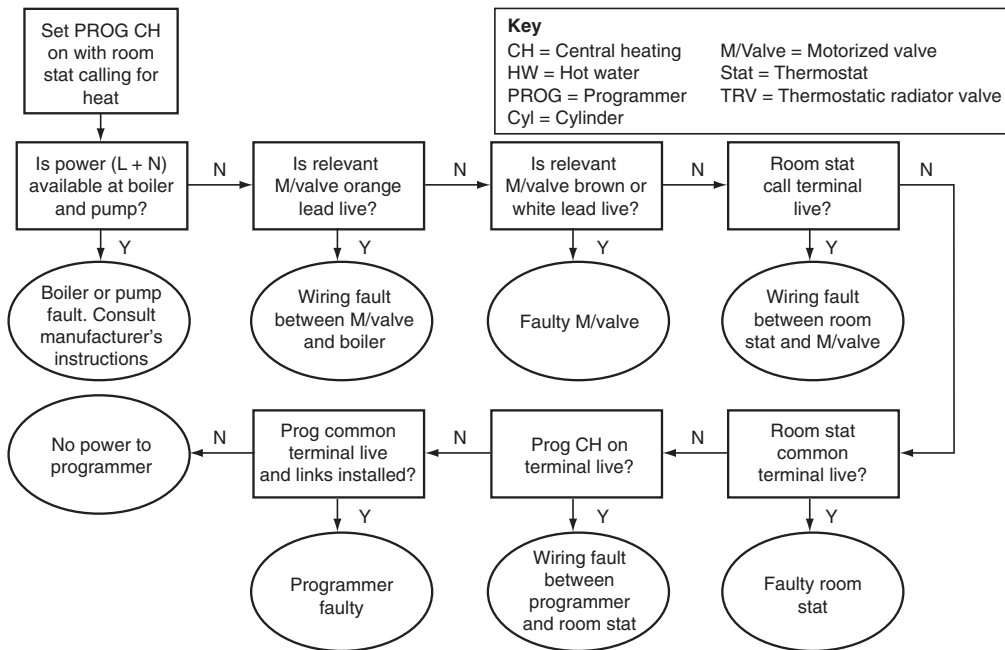 Set PROG CH
on with room
stat calling for
heat
Key
CH = Central heating
HW = Hot water
PROG = Programmer
Cyl = Cylinder
M/Valve = Motorized valve
Stat = Thermostat
TRV = Thermostatic radiator valve
Is power (L + N)
available at boiler
and pump?
N
Is relevant
M/valve orange
lead live?
N
Is relevant
M/valve brown or
white lead live?
N
Room stat
call terminal
live?
N
Y
Y
Y
Y
Boiler or pump
fault. Consult
manufacturer's
instructions
Wiring fault
between M/valve
and boiler
Faulty M/valve
Wiring fault
between room
stat and M/valve
No power to
programmer
N
Prog common
terminal live
and links installed?
N
Prog CH on
terminal live?
N
Room stat
common
terminal live?
Y
Y
Y
Programmer
faulty
Wiring fault
between
programmer
and room stat
Faulty room
stat